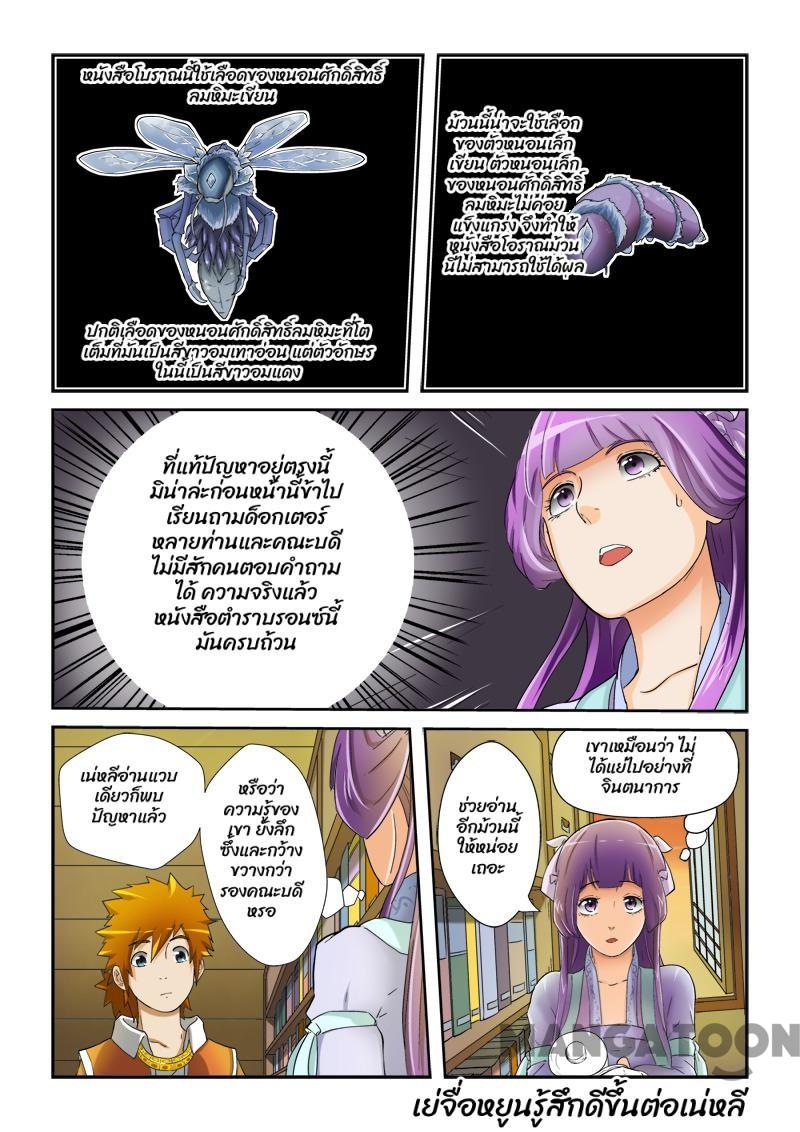 หนังสือโบราณนี้ใช้เลือดของหนอนศักดิ์สิทธิ์
ลมหิมะเขียน
ปกติเลือดของหนอนศักดิ์สิทธิ์ลมหิมะที่โต
เต็มที่มันเป็นสีขาวอมเทาอ่อน แต่ตัวอักษร
ในนี้เป็นสีขาวอมแดง
ม้วนนี้น่าจะใช้เลือก
ของตัวหนอนเล็ก
เขียน ตัวหนอนเล็ก
ของหนอนศักดิ์สิทธิ์
ลมหิมะไม่คอย
แข็งแกร่ง จึงทำให้
หนังสือโอราณม้วน
นี้ไม่สามารถใช้ได้ผล
ที่แท้ปัญหาอยู่ตรงนี้
มิน่าล่ะก่อนหน้านี้ข้าไป
เรียนถามด็อกเตอร์
หลายท่านและคณะบดี
ไม่มีสักคนตอบคำถาม
ได้ ความจริงแล้ว
หนังสือตำราบรอนซ์นี้
มันครบถ้วน
เน่หลีอ่านแวบ
เดียวก็พบ
ปัญหาแล้ว
หรือว่า
ความรู้ของ
เขา ยังลึก
ซึ้งและกว้าง
ขวางกว่า
รองคณะบดี
หรอ
ช่วยอ่าน
อีกม้วนนี้
ให้หน่อย
เถอะ
เขาเหมือนว่า ไม่
ได้แย่ไปอย่างที่
จินตนาการ
MANGATOON
เย่จื่อหยูนรู้สึกดีขึ้นต่อเน่หลี